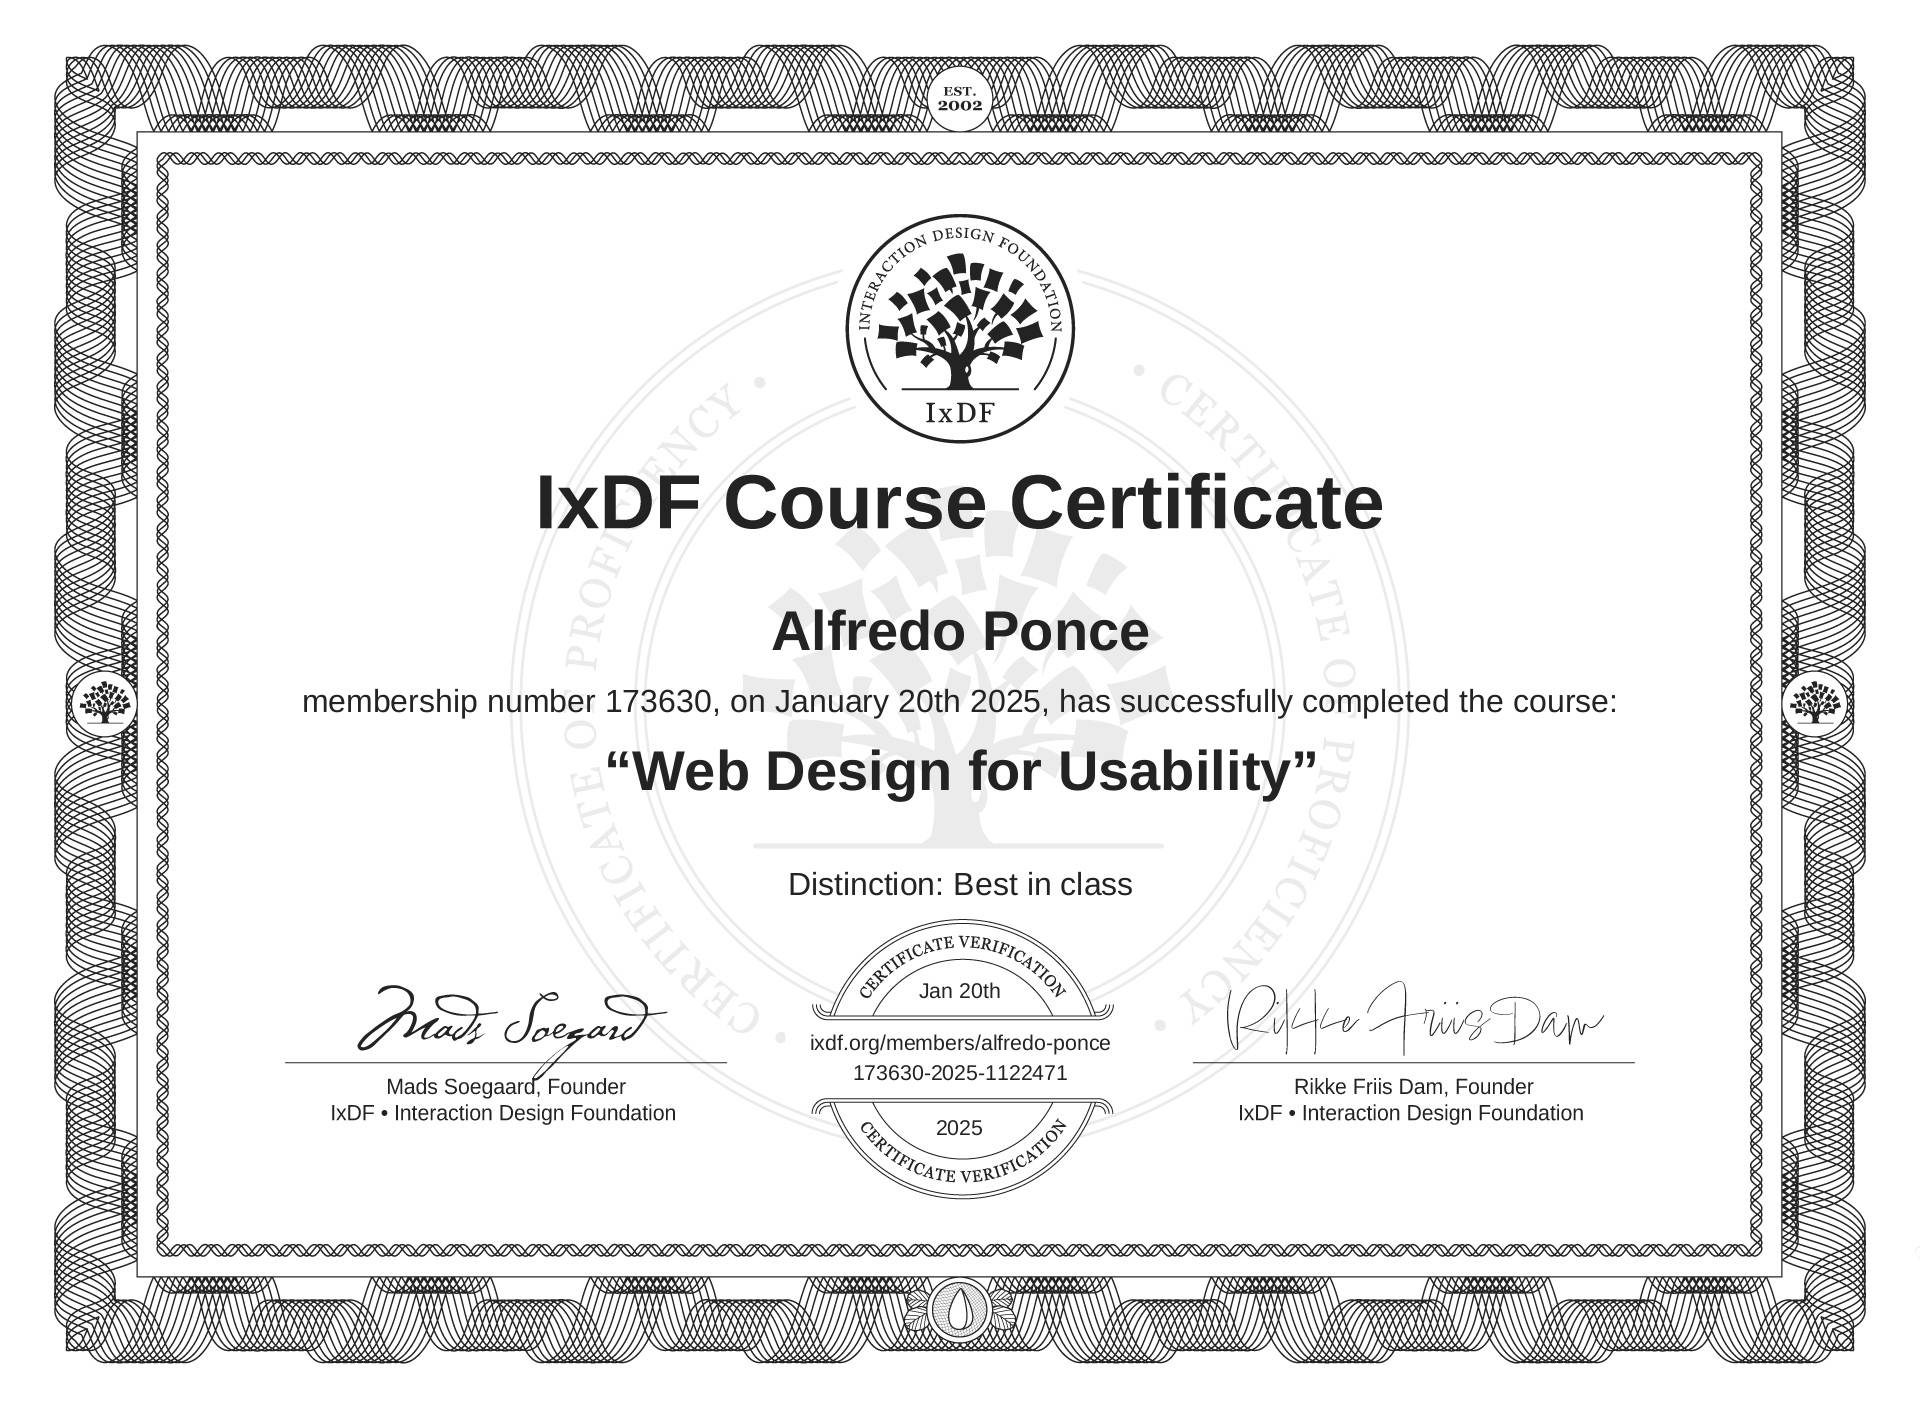 EST.
2002
INTERACTION DESIGN FOUNDATION
IxDF
• CERTIFICATE OF PROFICIENCY •
• CERTIFICATE OF PROFICIENCY •
IxDF Course Certificate
Alfredo Ponce
membership number 173630, on January 20th 2025, has successfully completed the course:
“Web Design for Usability”
Distinction: Best in class
CERTIFICATE VERIFICATION
Jan 20th
ixdf.org/members/alfredo-ponce
173630-2025-1122471
2025
CERTIFICATE VERIFICATION
Mads Soegaard
Mads Soegaard, Founder
IxDF • Interaction Design Foundation
Rikke Friis Dam
Rikke Friis Dam, Founder
IxDF • Interaction Design Foundation